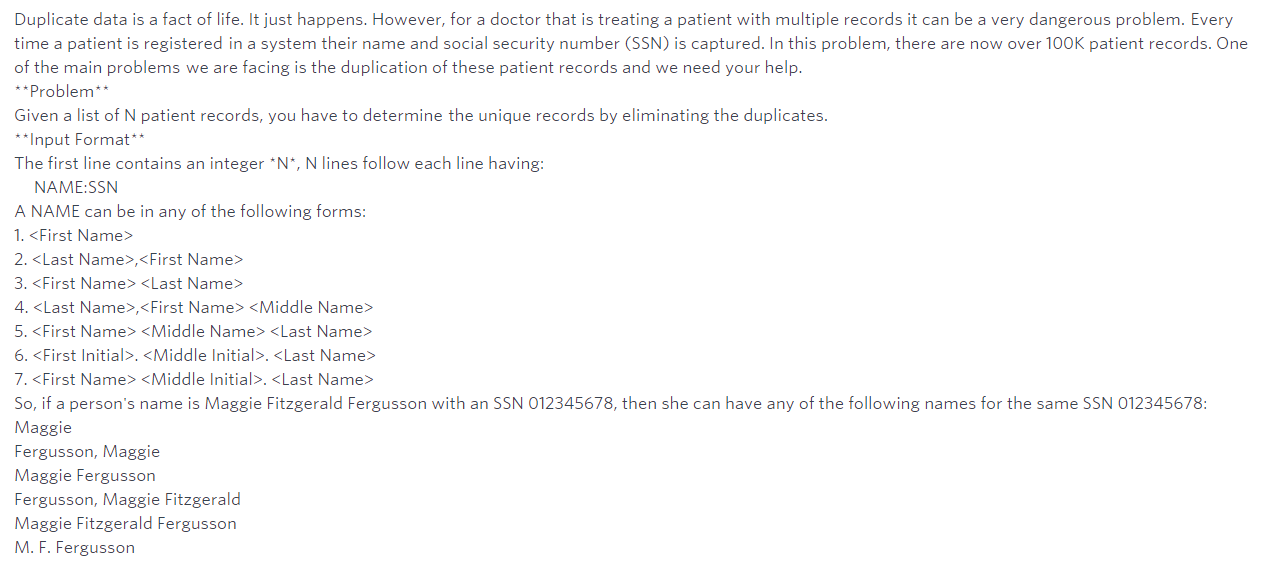 Duplicate data is a fact of life. It just happens. However, for a doctor that is treating a patient with multiple records it can be a very dangerous problem. Every
time a patient is registered in a system their name and social security number (SSN) is captured. In this problem, there are now over 100K patient records. One
of the main problems we are facing is the duplication of these patient records and we need your help.
**Problem**
Given a list of N patient records, you have to determine the unique records by eliminating the duplicates.
**Input Format**
The first line contains an integer *N*, N lines follow each line having:
NAME:SSN
A NAME can be in any of the following forms:
1. <First Name>
2. <Last Name>,<First Name>
3. <First Name> <Last Name>
4. <Last Name>,<First Name> <Middle Name>
5. <First Name> <Middle Name> <Last Name>
6. <First Initial>. <Middle Initial>. <Last Name>
7. <First Name> <Middle Initial>. <Last Name>
So, if a person's name is Maggie Fitzgerald Fergusson with an SSN 012345678, then she can have any of the following names for the same SSN 012345678:
Maggie
Fergusson, Maggie
Maggie Fergusson
Fergusson, Maggie Fitzgerald
Maggie Fitzgerald Fergusson
M. F. Fergusson